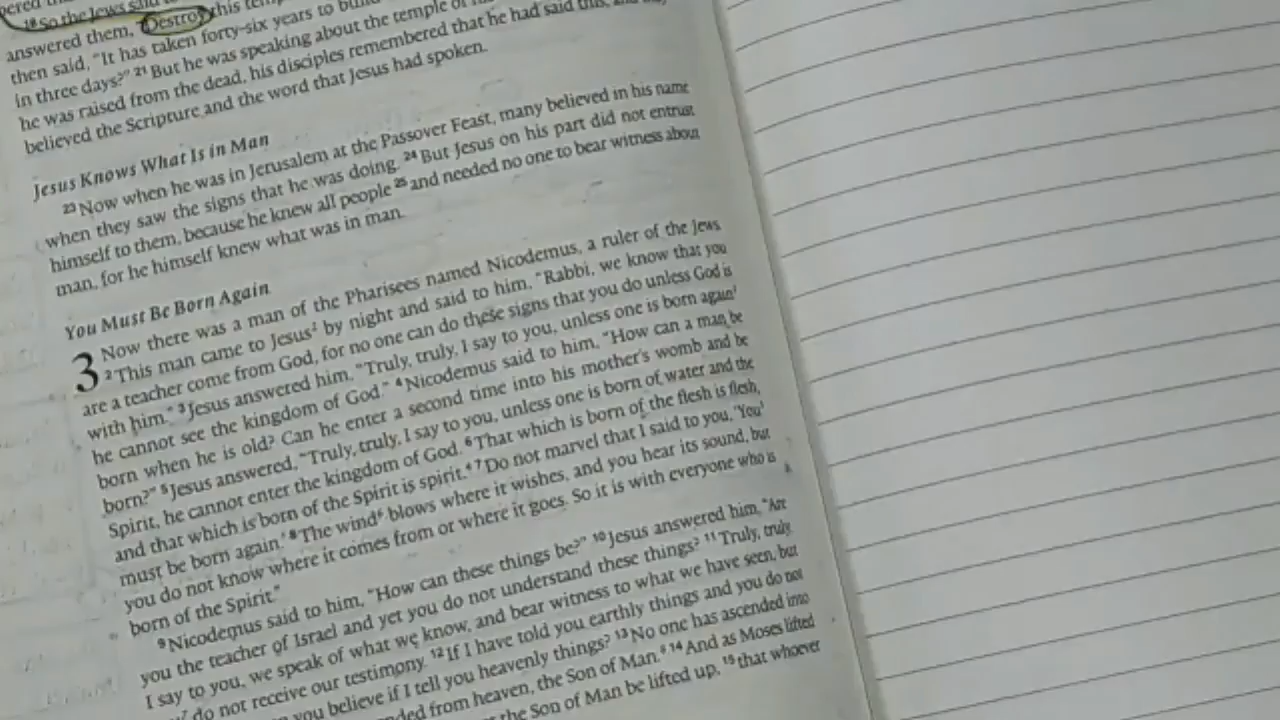 18 So the Jews said to
answered them, "Destroy this
then said, "It has taken forty-six years to build
in three days?" 21 But he was speaking about the temple of
he was raised from the dead, his disciples remembered that he had said this, and
believed the Scripture and the word that Jesus had spoken.
Jesus Knows What Is in Man
23 Now when he was in Jerusalem at the Passover Feast, many believed in his name
when they saw the signs that he was doing. 24 But Jesus on his part did not entrust
himself to them, because he knew all people 25 and needed no one to bear witness about
man, for he himself knew what was in man.
You Must Be Born Again
3 Now there was a man of the Pharisees named Nicodemus, a ruler of the Jews.
2 This man came to Jesus² by night and said to him, "Rabbi, we know that you
are a teacher come from God, for no one can do these signs that you do unless God is
with him." 3 Jesus answered him, "Truly, truly, I say to you, unless one is born again³
he cannot see the kingdom of God." 4 Nicodemus said to him, "How can a man be
born when he is old? Can he enter a second time into his mother's womb and be
born?" 5 Jesus answered, "Truly, truly, I say to you, unless one is born of water and the
Spirit, he cannot enter the kingdom of God. 6 That which is born of the flesh is flesh,
and that which is born of the Spirit is spirit.⁴ 7 Do not marvel that I said to you, 'You⁵
must be born again.' 8 The wind⁶ blows where it wishes, and you hear its sound, but
you do not know where it comes from or where it goes. So it is with everyone who is
born of the Spirit."
9 Nicodemus said to him, "How can these things be?" 10 Jesus answered him, "Are
you the teacher of Israel and yet you do not understand these things? 11 Truly, truly,
I say to you, we speak of what we know, and bear witness to what we have seen, but
you⁷ do not receive our testimony. 12 If I have told you earthly things and you do not
you believe if I tell you heavenly things? 13 No one has ascended into
from heaven, the Son of Man.⁸ 14 And as Moses lifted
the Son of Man be lifted up, 15 that whoever